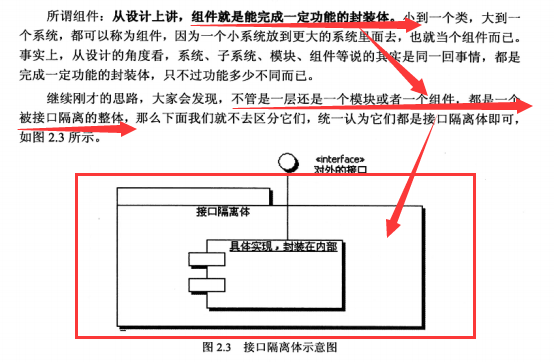 所谓组件：从设计上讲，组件就是能完成一定功能的封装体。小到一个类，大到一
个系统，都可以称为组件，因为一个小系统放到更大的系统里面去，也就当个组件而已。
事实上，从设计的角度看，系统、子系统、模块、组件等说的其实是同一回事情，都是
完成一定功能的封装体，只不过功能多少不同而已。
继续刚才的思路，大家会发现，不管是一层还是一个模块或者一个组件，都是一个
被接口隔离的整体，那么下面我们就不去区分它们，统一认为它们都是接口隔离体即可，
如图 2.3 所示。
«interface»
对外的接口
接口隔离体
具体实现，封装在内部
图 2.3 接口隔离体示意图